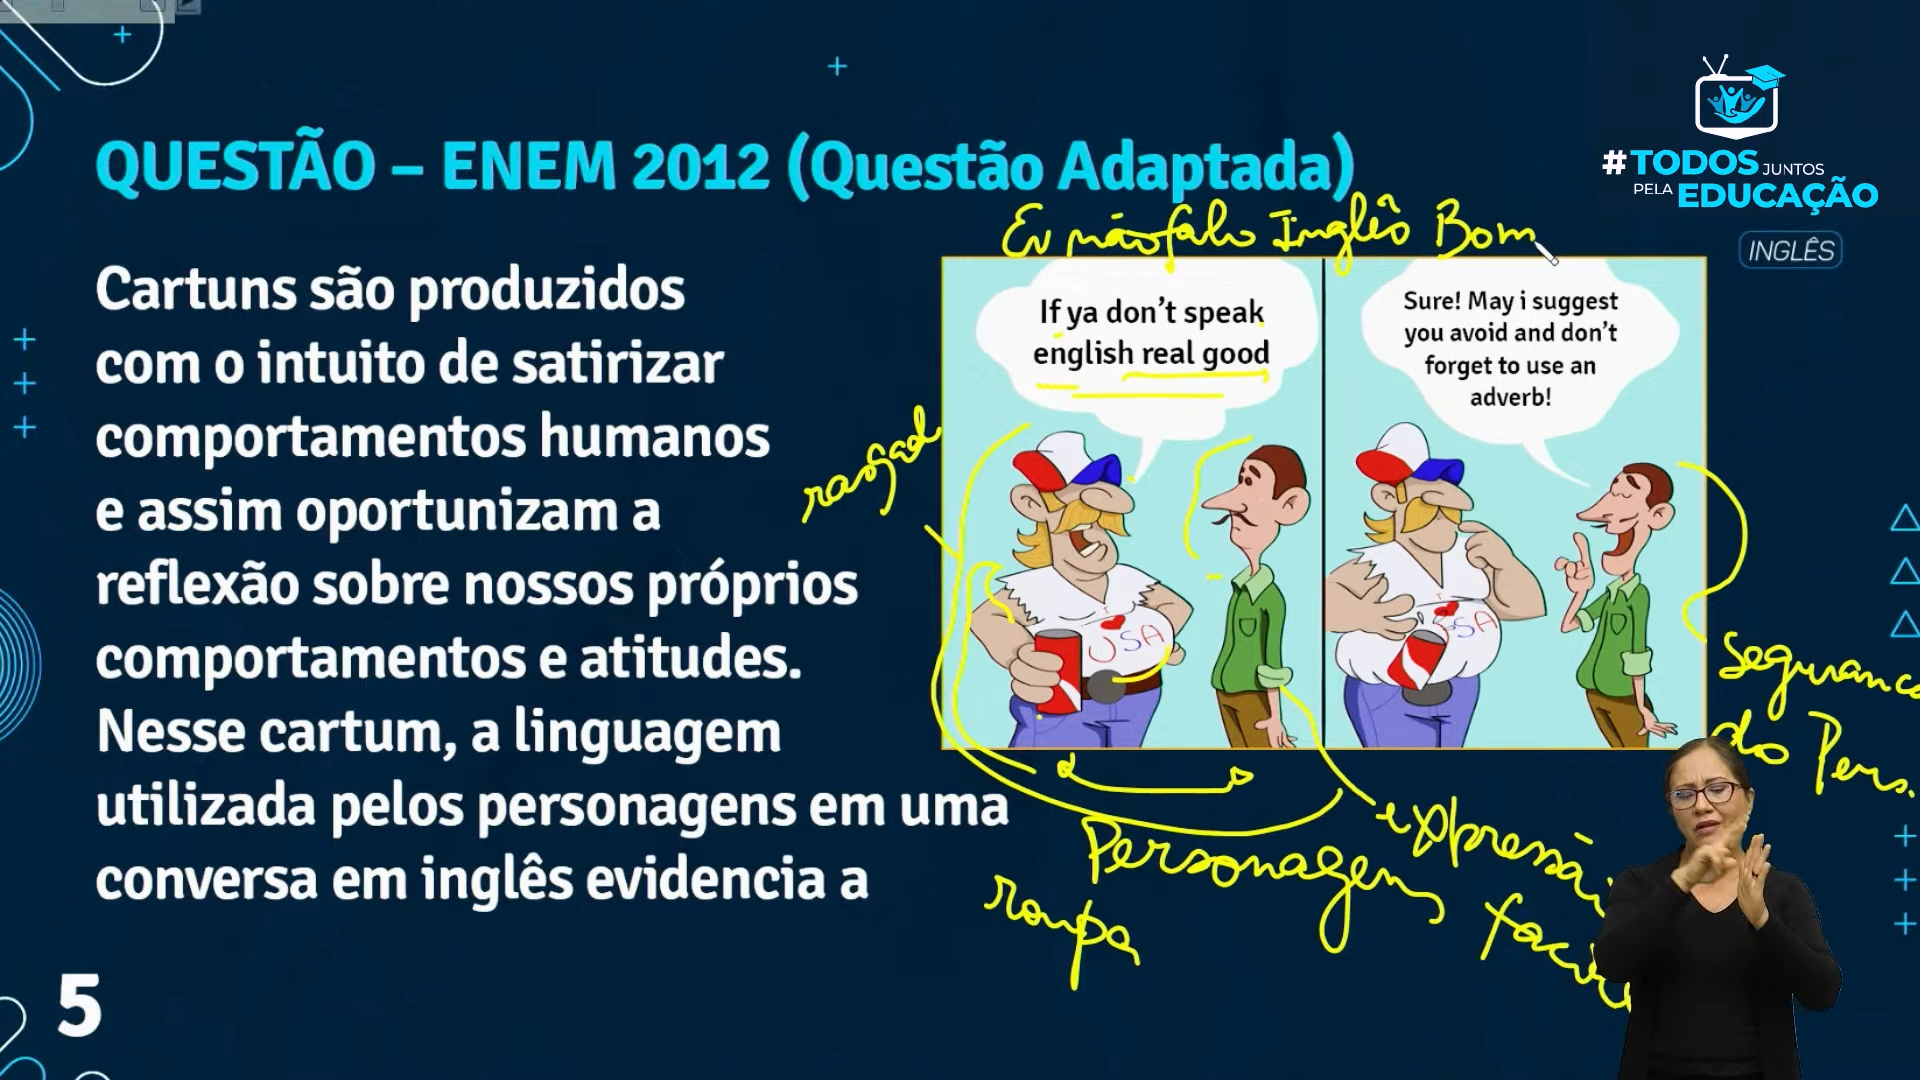 QUESTÃO – ENEM 2012 (Questão Adaptada)
#TODOS JUNTOS
PELA EDUCAÇÃO
INGLÊS
Cartuns são produzidos
com o intuito de satirizar
comportamentos humanos
e assim oportunizam a
reflexão sobre nossos próprios
comportamentos e atitudes.
Nesse cartum, a linguagem
utilizada pelos personagens em uma
conversa em inglês evidencia a
Eu não falo Inglês Bom
If ya don't speak
english real good
Sure! May i suggest
you avoid and don't
forget to use an
adverb!
USA
rasgad
segurança
do Pers.
Personagens
expressão
roupa
5